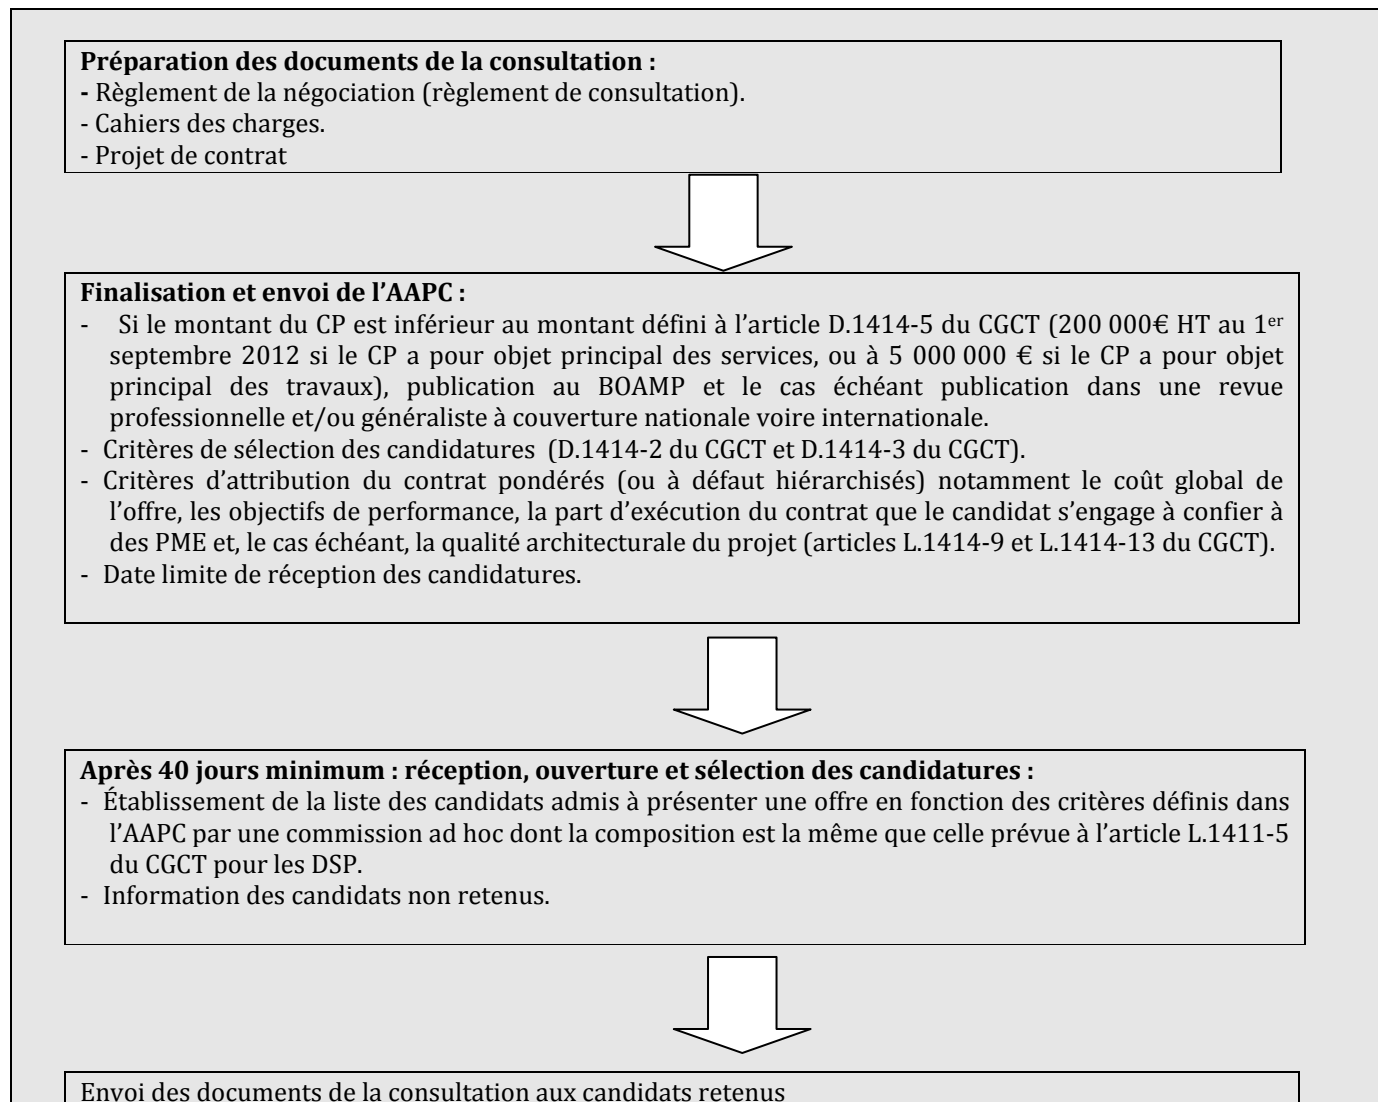 Préparation des documents de la consultation :
- Règlement de la négociation (règlement de consultation).
- Cahiers des charges.
- Projet de contrat
Finalisation et envoi de l’AAPC :
- Si le montant du CP est inférieur au montant défini à l’article D.1414-5 du CGCT (200 000€ HT au 1er
septembre 2012 si le CP a pour objet principal des services, ou à 5 000 000 € si le CP a pour objet
principal des travaux), publication au BOAMP et le cas échéant publication dans une revue
professionnelle et/ou généraliste à couverture nationale voire internationale.
- Critères de sélection des candidatures (D.1414-2 du CGCT et D.1414-3 du CGCT).
- Critères d’attribution du contrat pondérés (ou à défaut hiérarchisés) notamment le coût global de
l’offre, les objectifs de performance, la part d’exécution du contrat que le candidat s’engage à confier à
des PME et, le cas échéant, la qualité architecturale du projet (articles L.1414-9 et L.1414-13 du CGCT).
- Date limite de réception des candidatures.
Après 40 jours minimum : réception, ouverture et sélection des candidatures :
- Établissement de la liste des candidats admis à présenter une offre en fonction des critères définis dans
l’AAPC par une commission ad hoc dont la composition est la même que celle prévue à l’article L.1411-5
du CGCT pour les DSP.
- Information des candidats non retenus.
Envoi des documents de la consultation aux candidats retenus